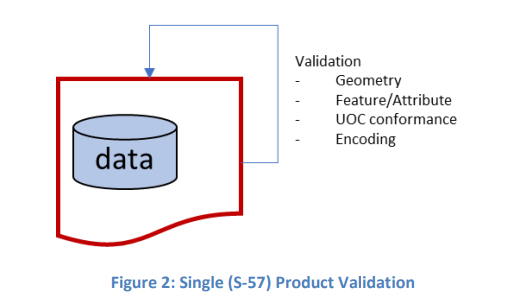 Validation
- Geometry
- Feature/Attribute
- UOC conformance
- Encoding
data
Figure 2: Single (S-57) Product Validation